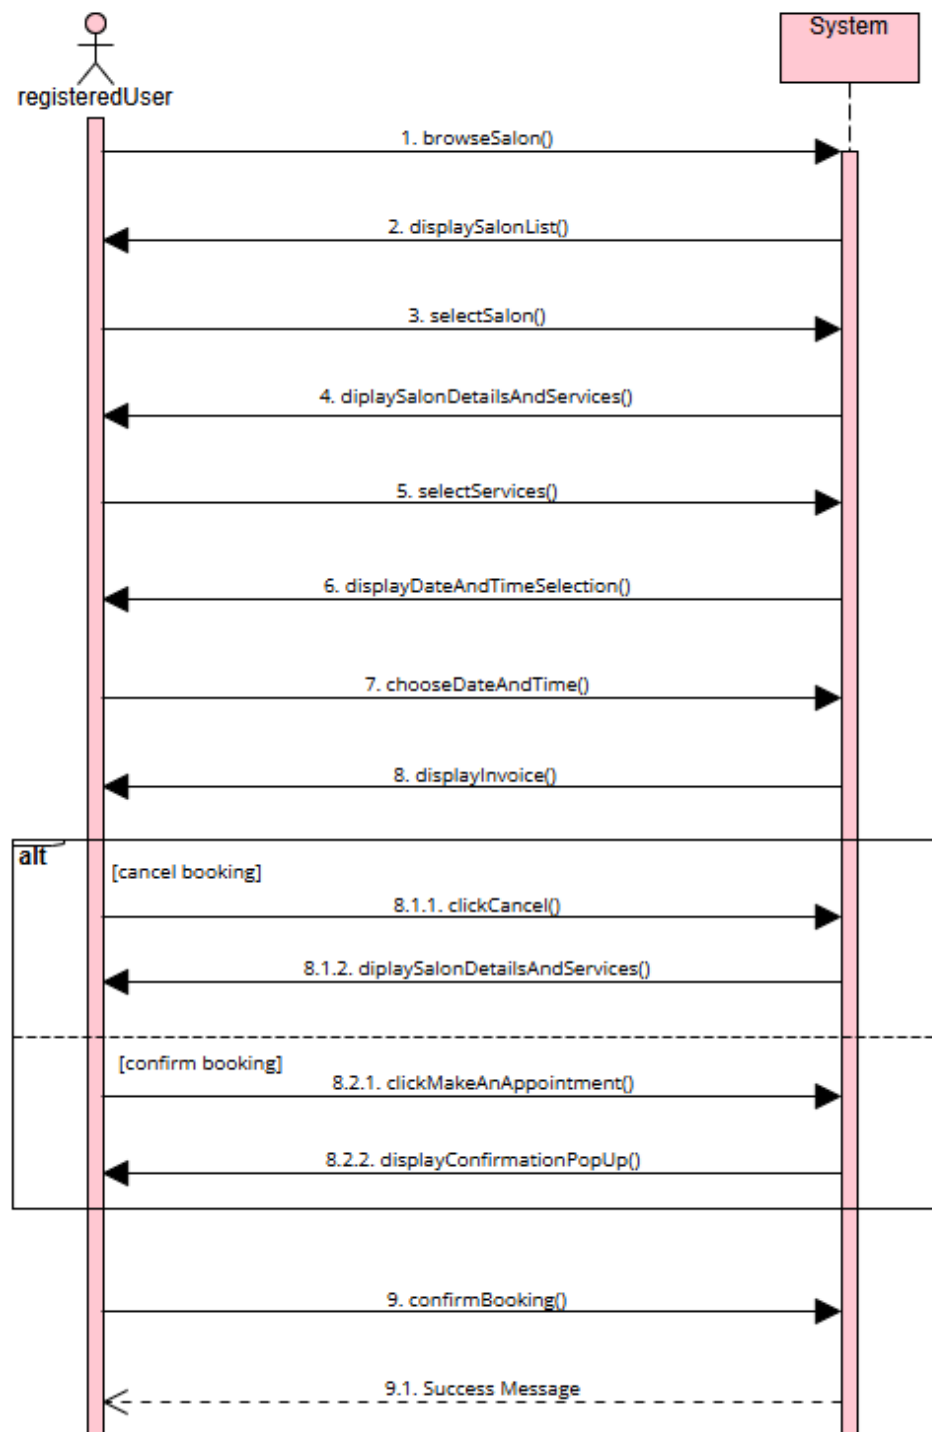 System
registeredUser
1. browseSalon()
2. displaySalonList()
3. selectSalon()
4. diplaySalonDetailsAndServices()
5. selectServices()
6. displayDateAndTimeSelection()
7. chooseDateAndTime()
8. displayInvoice()
alt
[cancel booking]
8.1.1. clickCancel()
8.1.2. diplaySalonDetailsAndServices()
[confirm booking]
8.2.1. clickMakeAnAppointment()
8.2.2. displayConfirmationPopUp()
9. confirmBooking()
9.1. Success Message